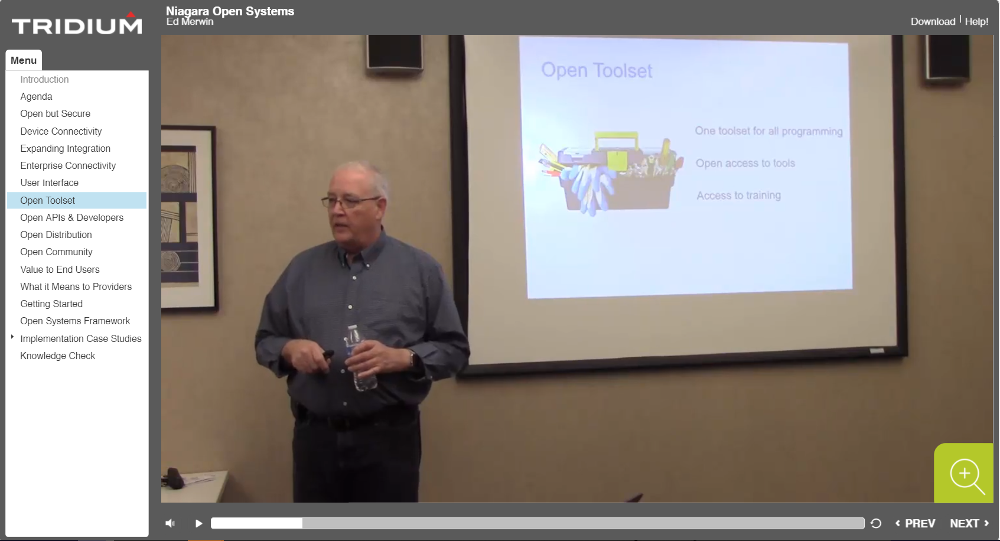 TRIDIUM
Niagara Open Systems
Ed Merwin
Download
Help!
Menu
Introduction
Agenda
Open but Secure
Device Connectivity
Expanding Integration
Enterprise Connectivity
User Interface
Open Toolset
Open APIs & Developers
Open Distribution
Open Community
Value to End Users
What it Means to Providers
Getting Started
Open Systems Framework
Implementation Case Studies
Knowledge Check
Open Toolset
One toolset for all programming
Open access to tools
Access to training
PREV
NEXT